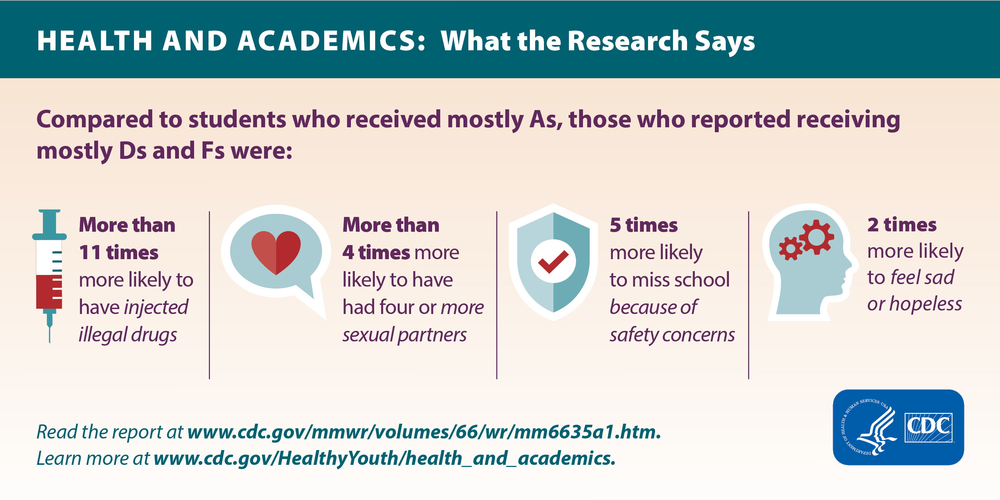 HEALTH AND ACADEMICS: What the Research Says
Compared to students who received mostly As, those who reported receiving
mostly Ds and Fs were:
More than
11 times
more likely to
have injected
illegal drugs
More than
4 times more
likely to have
had four or more
sexual partners
5 times
more likely
to miss school
because of
safety concerns
2 times
more likely
to feel sad
or hopeless
Read the report at www.cdc.gov/mmwr/volumes/66/wr/mm6635a1.htm.
Learn more at www.cdc.gov/HealthyYouth/health_and_academics.
DEPARTMENT OF HEALTH & HUMAN SERVICES·USA
CDC